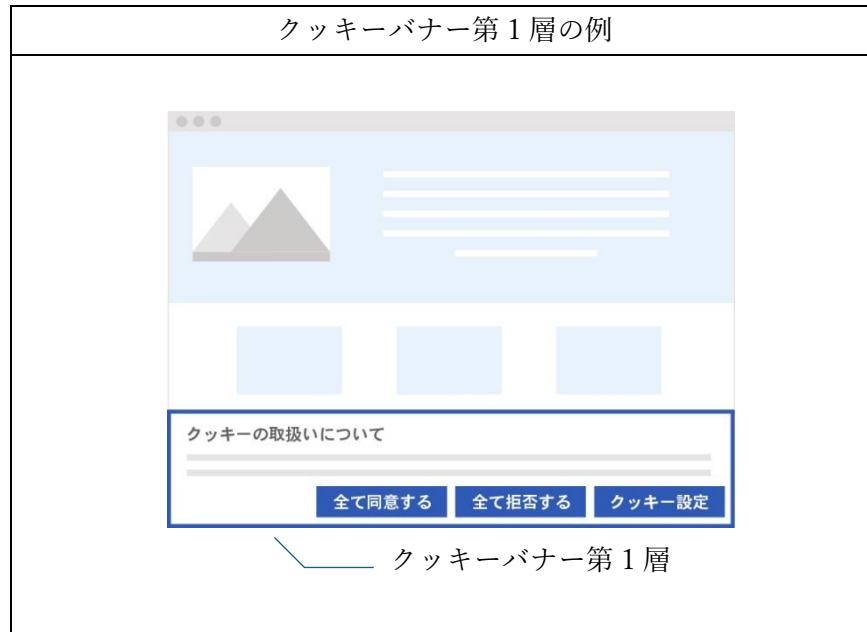 クッキーバナー第1層の例
クッキーの取扱いについて
全て同意する 全て拒否する クッキー設定
クッキーバナー第1層